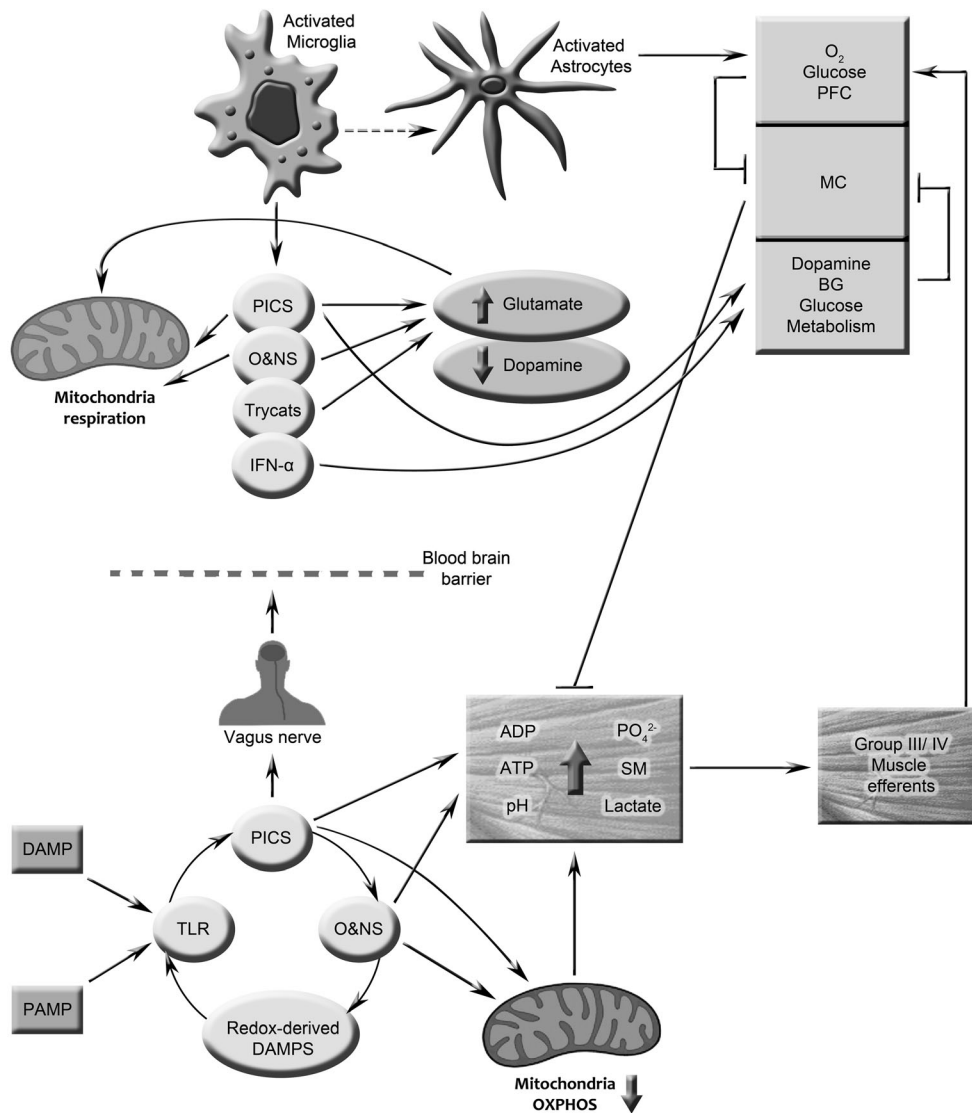 Activated
Microglia
Activated
Astrocytes
O₂
Glucose
PFC
MC
Dopamine
BG
Glucose
Metabolism
PICS
O&NS
Trycats
IFN-α
Glutamate
Dopamine
Mitochondria
respiration
Blood brain
barrier
Vagus nerve
ADP
ATP
pH
PO₄²⁻
SM
Lactate
Group III/ IV
Muscle
efferents
PICS
DAMP
TLR
O&NS
PAMP
Redox-derived
DAMPS
Mitochondria
OXPHOS